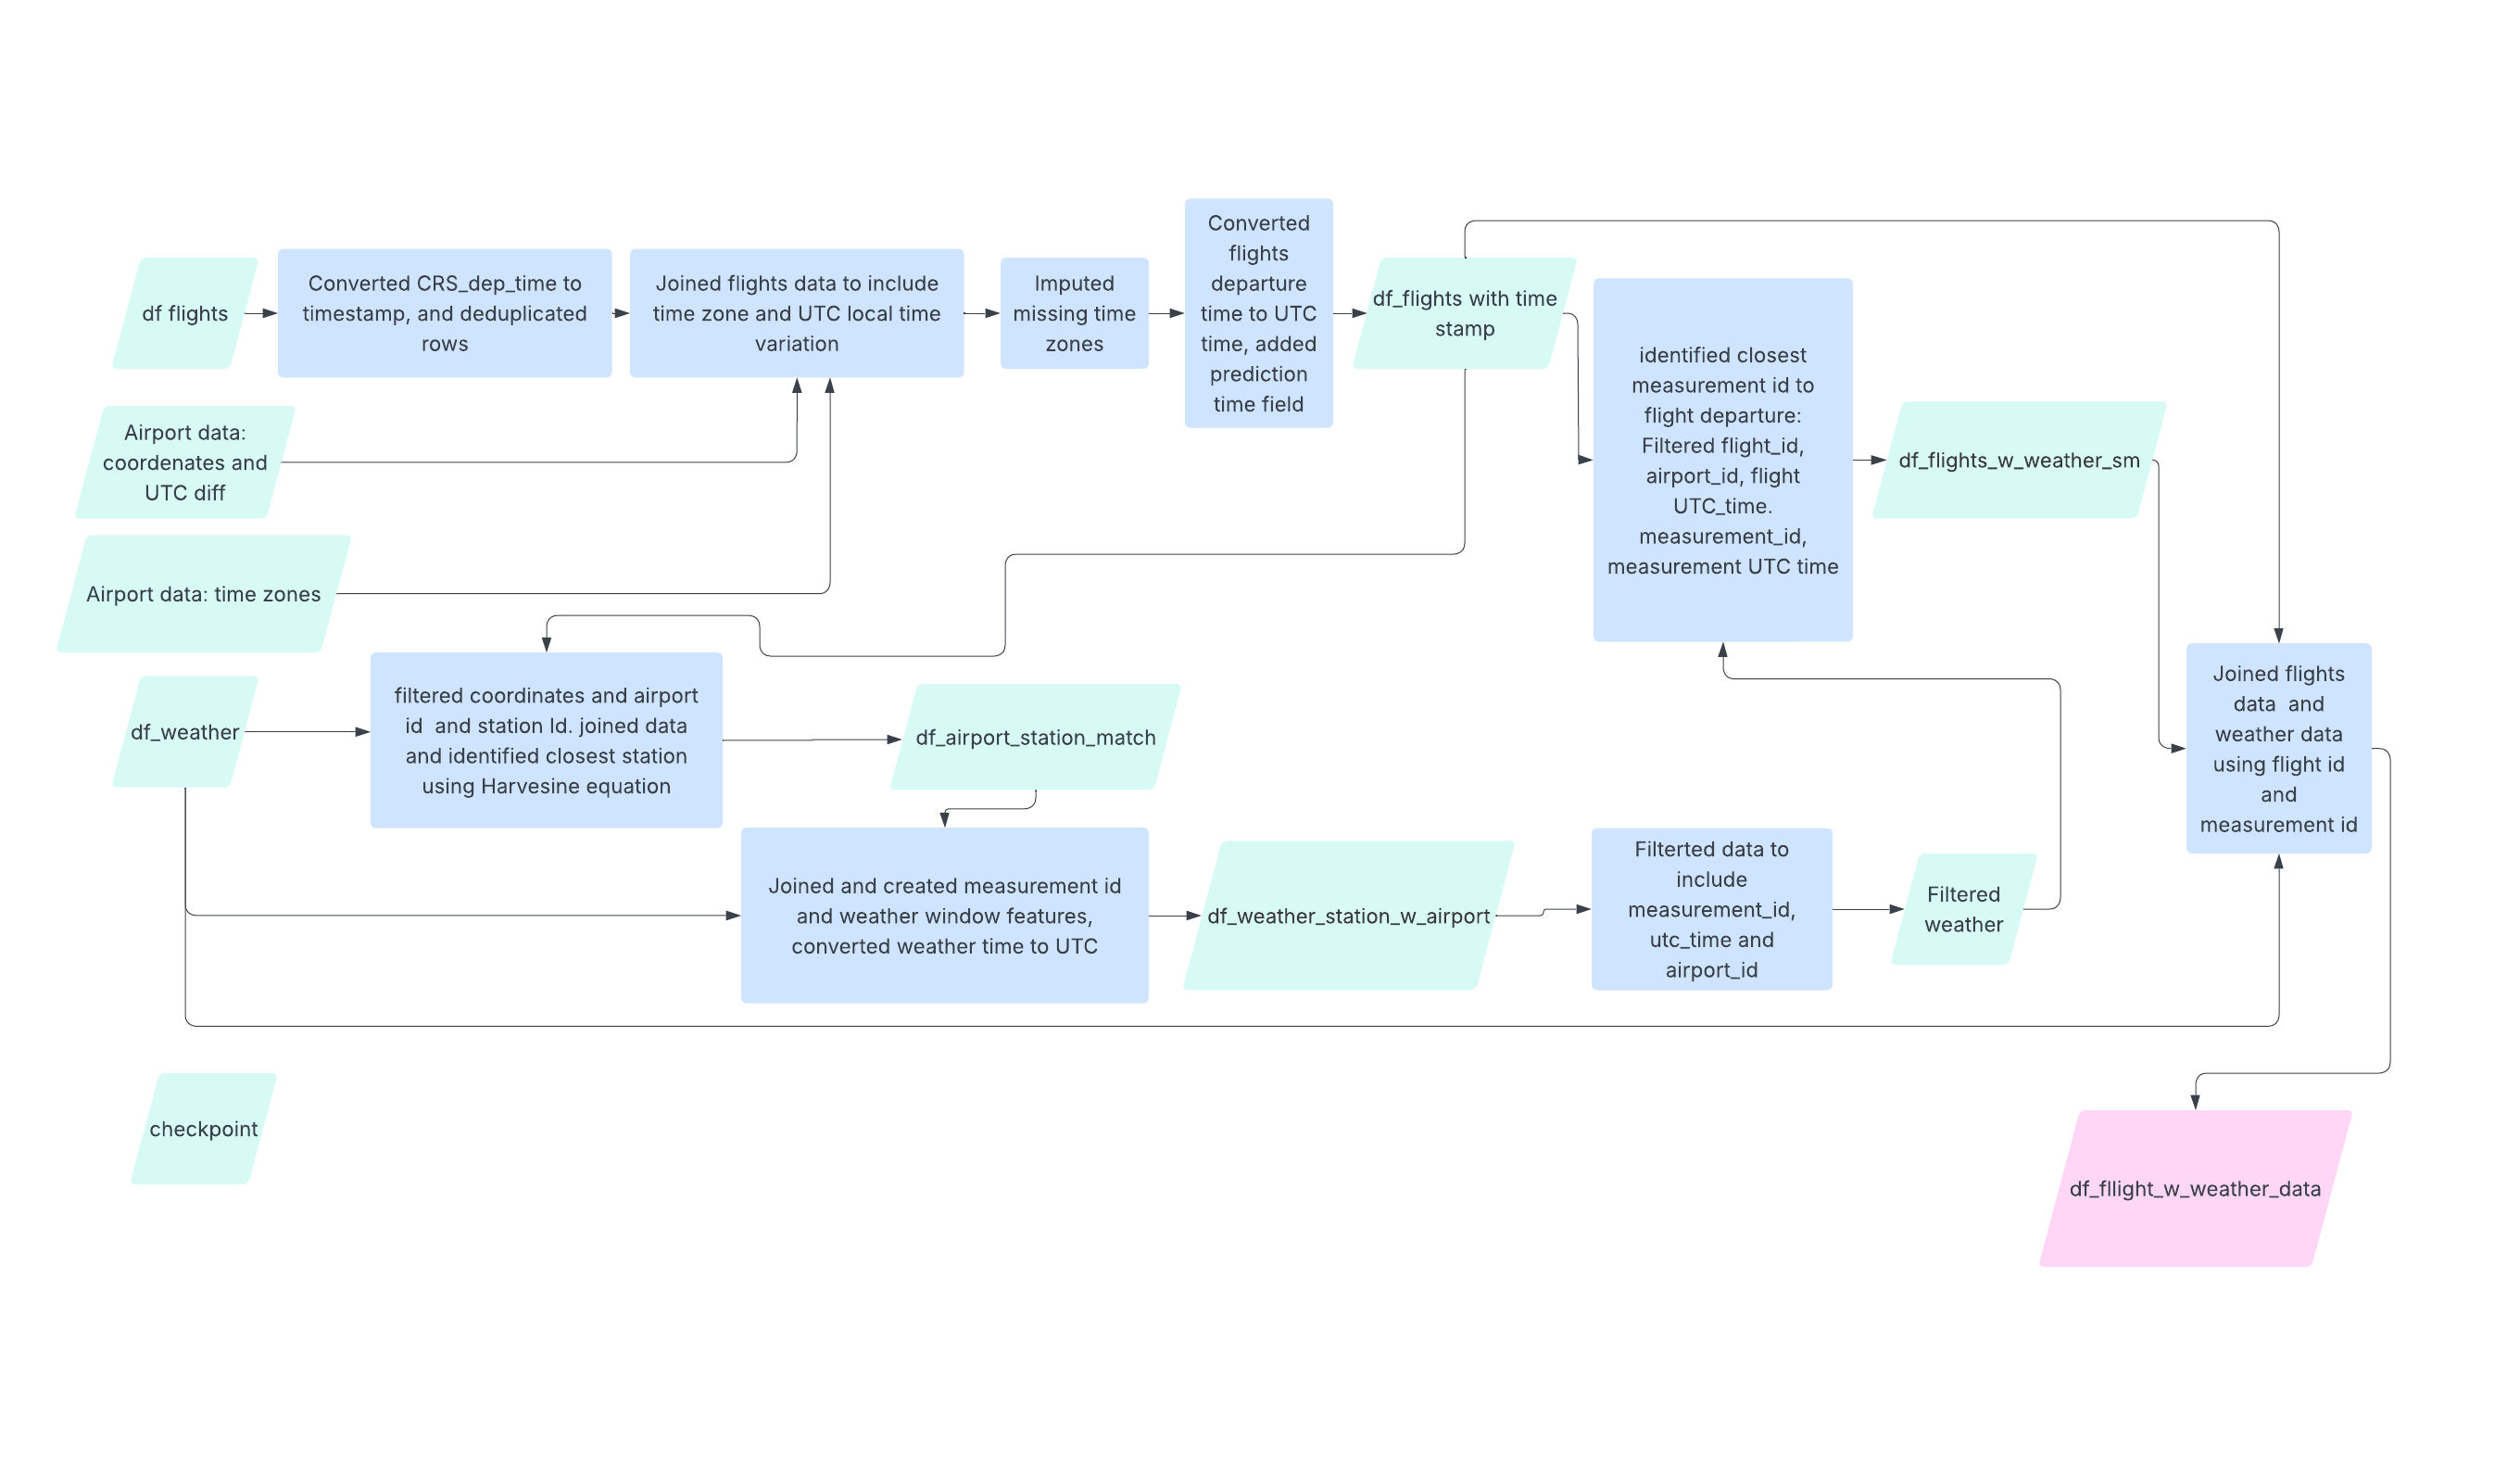 df flights
Converted CRS_dep_time to
timestamp, and deduplicated
rows
Joined flights data to include
time zone and UTC local time
variation
Imputed
missing time
zones
Converted
flights
departure
time to UTC
time, added
prediction
time field
df_flights with time
stamp
Airport data:
coordenates and
UTC diff
Airport data: time zones
identified closest
measurement id to
flight departure:
Filtered flight_id,
airport_id, flight
UTC_time.
measurement_id,
measurement UTC time
df_flights_w_weather_sm
df_weather
filtered coordinates and airport
id  and station Id. joined data
and identified closest station
using Harvesine equation
df_airport_station_match
Joined flights
data  and
weather data
using flight id
and
measurement id
Joined and created measurement id
and weather window features,
converted weather time to UTC
df_weather_station_w_airport
Filterted data to
include
measurement_id,
utc_time and
airport_id
Filtered
weather
checkpoint
df_fllight_w_weather_data